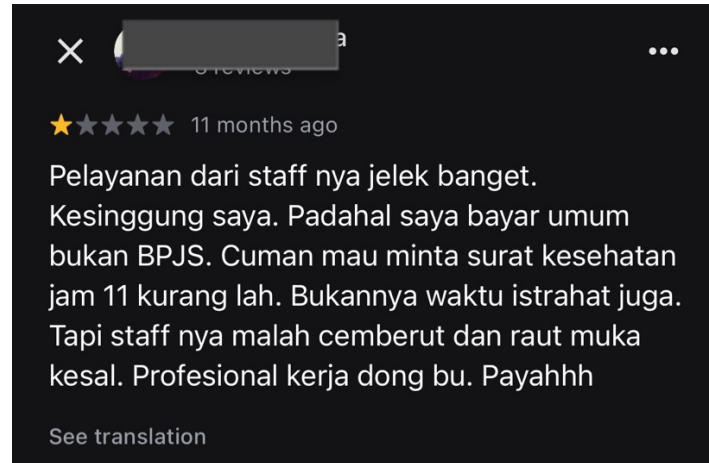 11 months ago
Pelayanan dari staff nya jelek banget.
Kesinggung saya. Padahal saya bayar umum
bukan BPJS. Cuman mau minta surat kesehatan
jam 11 kurang lah. Bukannya waktu istrahat juga.
Tapi staff nya malah cemberut dan raut muka
kesal. Profesional kerja dong bu. Payahhh
See translation